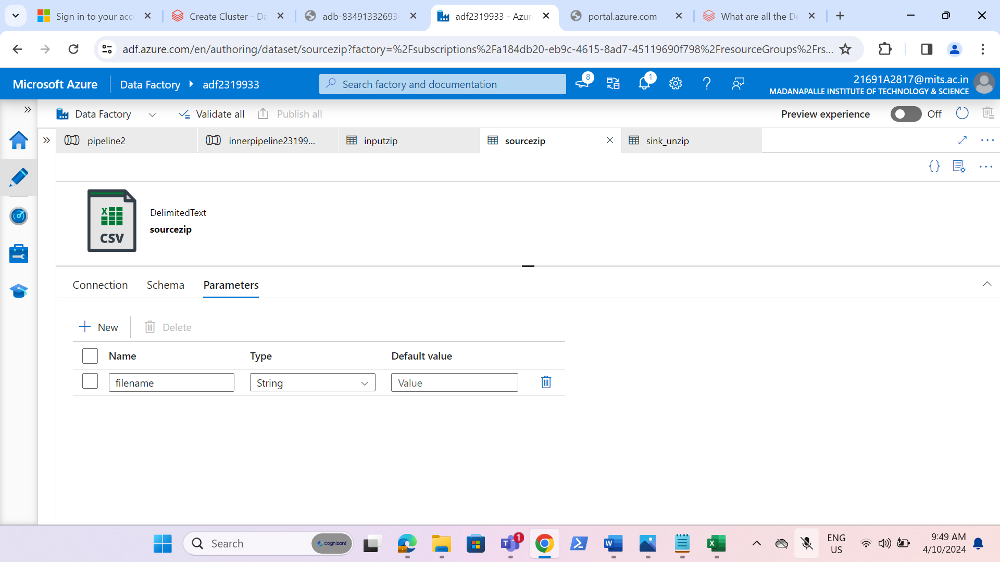 Sign in to your acc
Create Cluster - Da
adb-83491332693
adf2319933 - Azur
portal.azure.com
What are all the De
adf.azure.com/en/authoring/dataset/sourcezip?factory=%2Fsubscriptions%2Fa184db20-eb9c-4615-8ad7-45119690f798%2FresourceGroups%2Frs...
Microsoft Azure
Data Factory
adf2319933
Search factory and documentation
8
1
21691A2817@mits.ac.in
MADANAPALLE INSTITUTE OF TECHNOLOGY & SCIENCE
Data Factory
Validate all
Publish all
Preview experience
Off
pipeline2
innerpipeline23199...
inputzip
sourcezip
sink_unzip
X
CSV
DelimitedText
sourcezip
Connection
Schema
Parameters
New
Delete
Name
Type
Default value
filename
String
Value
Search
cognizant
T
1
W
X
ENG
US
9:49 AM
4/10/2024